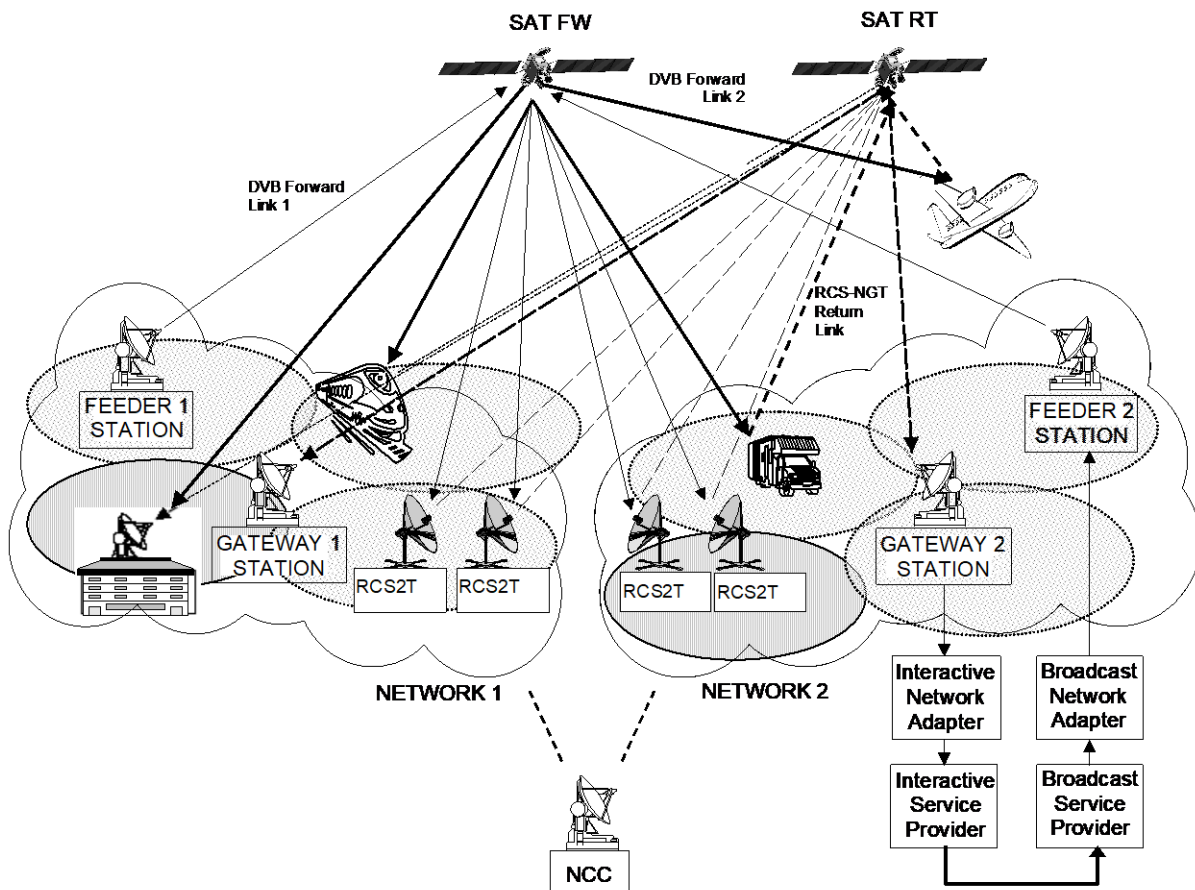 SAT FW
SAT RT
DVB Forward
Link 2
DVB Forward
Link 1
RCS-NGT
Return
Link
FEEDER 1
STATION
FEEDER 2
STATION
GATEWAY 1
STATION
GATEWAY 2
STATION
RCS2T
RCS2T
RCS2T
RCS2T
NETWORK 1
NETWORK 2
Interactive
Network
Adapter
Broadcast
Network
Adapter
Interactive
Service
Provider
Broadcast
Service
Provider
NCC